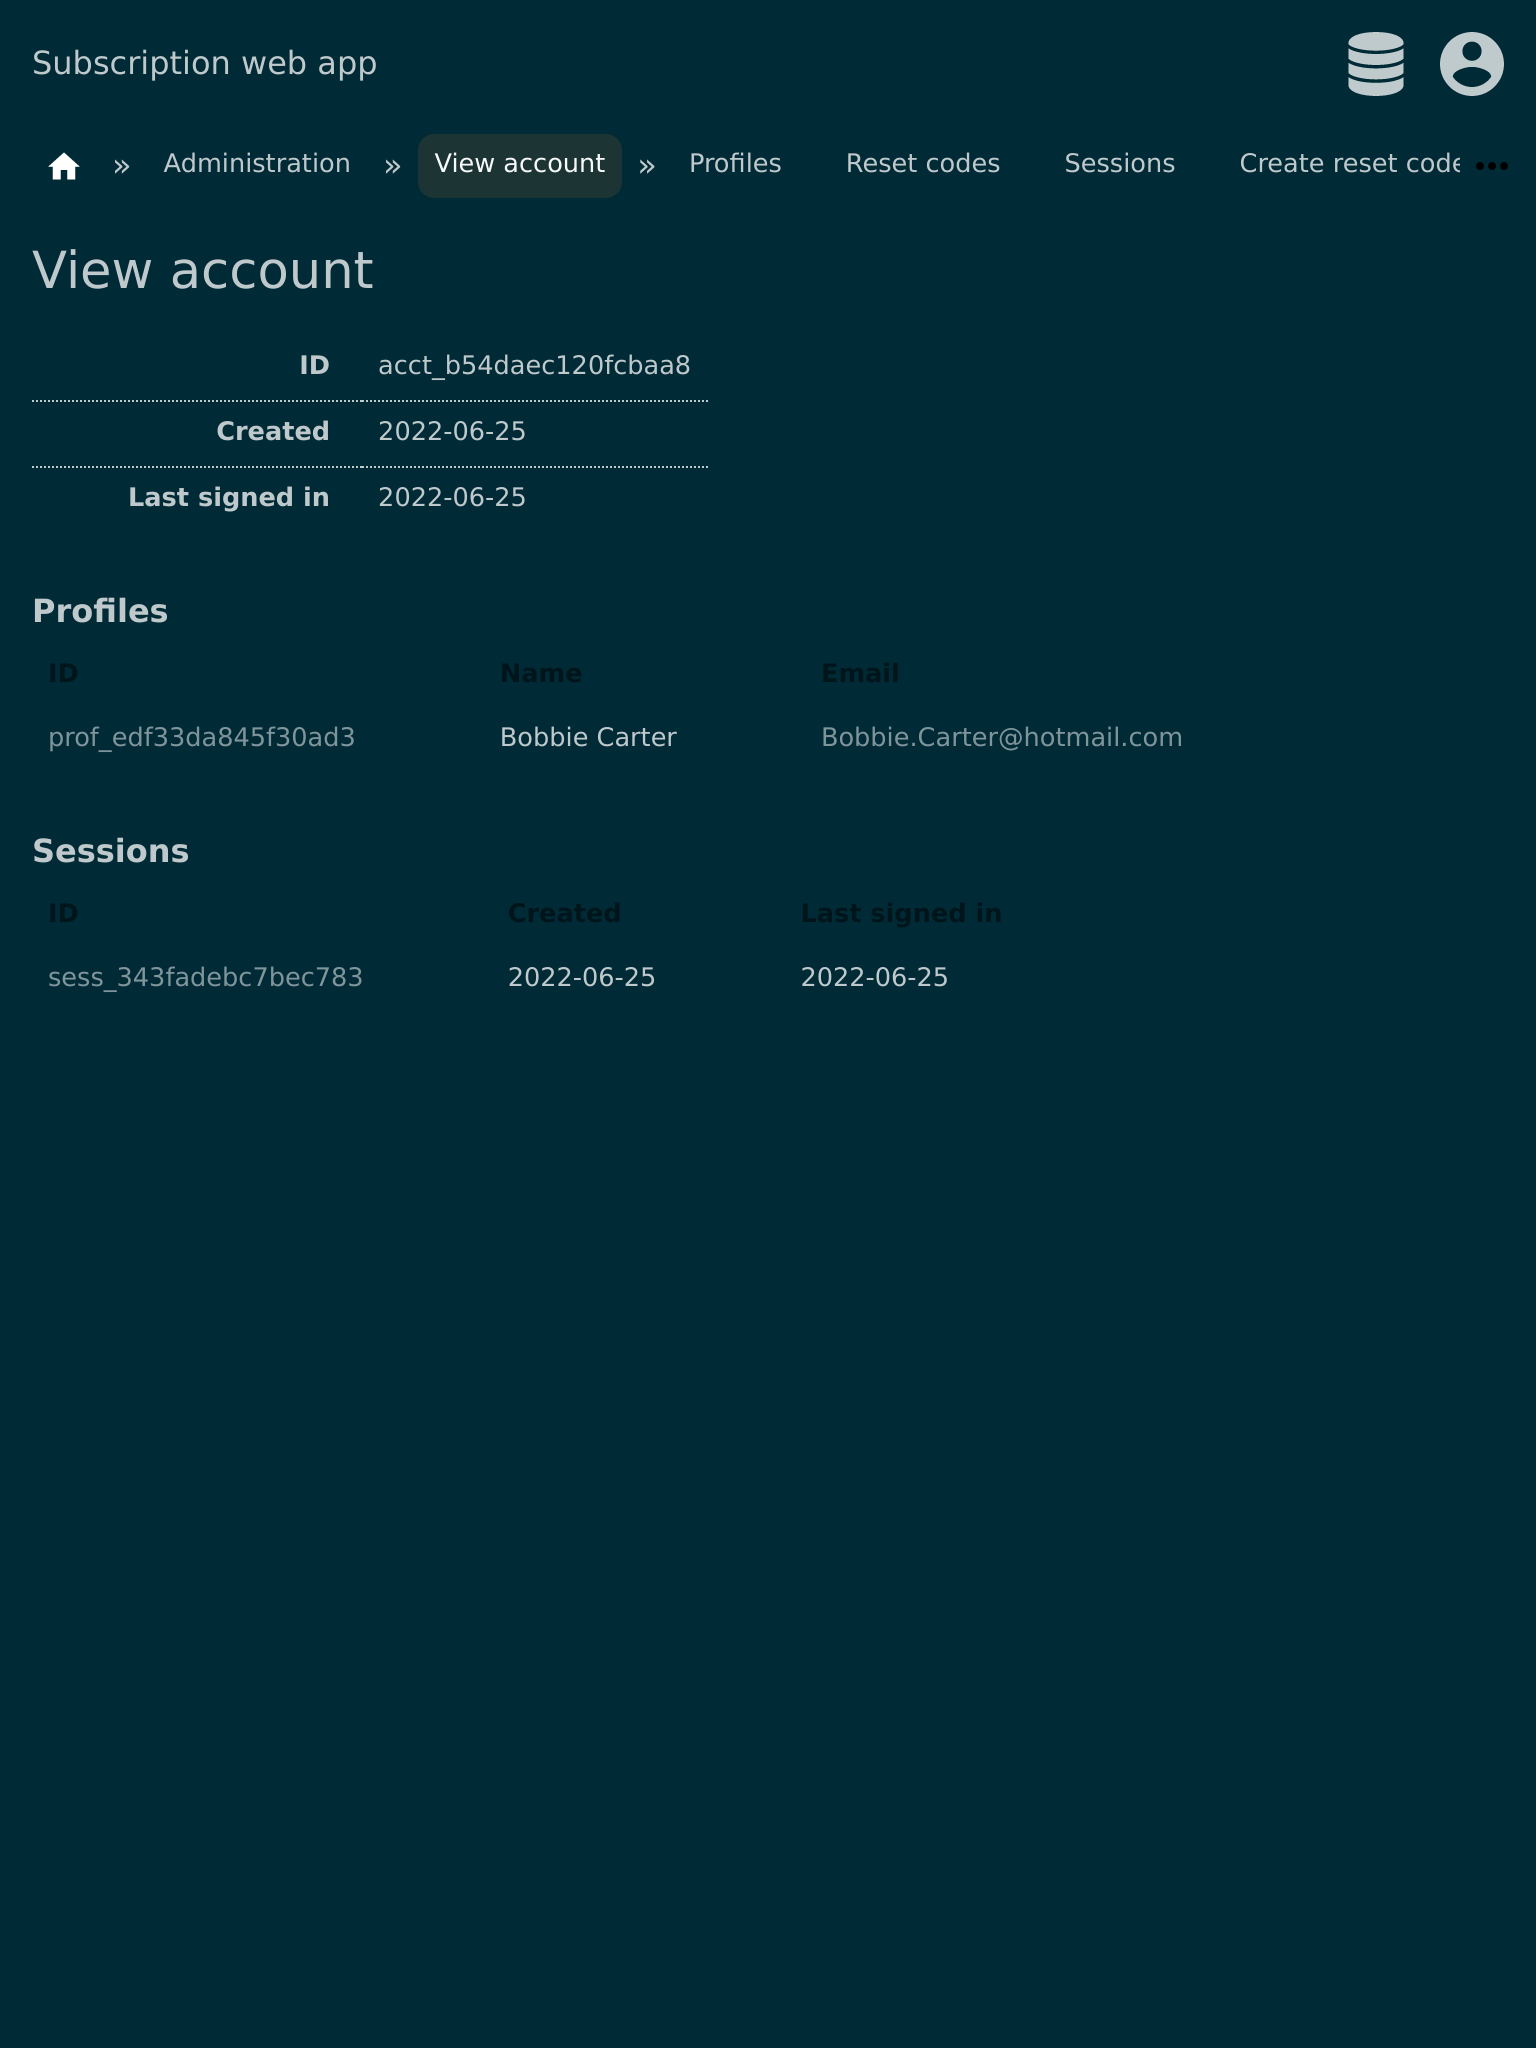 Subscription web app
» Administration » View account » Profiles Reset codes Sessions Create reset code
View account
ID acct_b54daec120fcbaa8
Created 2022-06-25
Last signed in 2022-06-25
Profiles
ID Name Email
prof_edf33da845f30ad3 Bobbie Carter Bobbie.Carter@hotmail.com
Sessions
ID Created Last signed in
sess_343fadebc7bec783 2022-06-25 2022-06-25